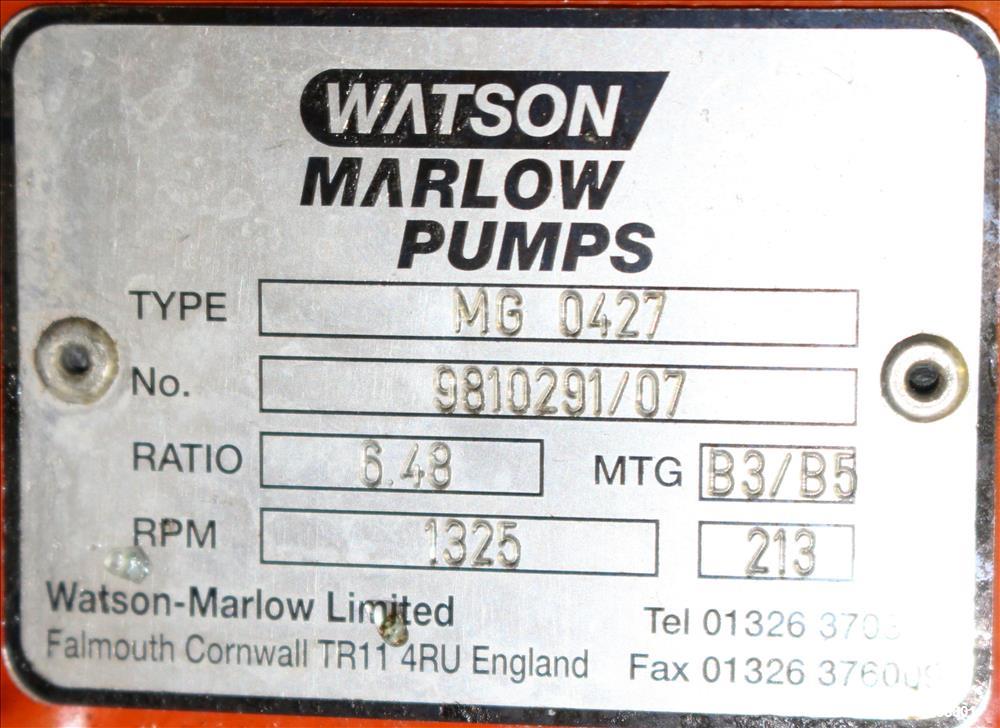 WATSON
MARLOW
PUMPS
TYPE MG 0427
No. 9810291/07
RATIO 6.48 MTG B3/B5
RPM 1325 213
Watson-Marlow Limited
Falmouth Cornwall TR11 4RU England
Tel 01326
Fax 01326